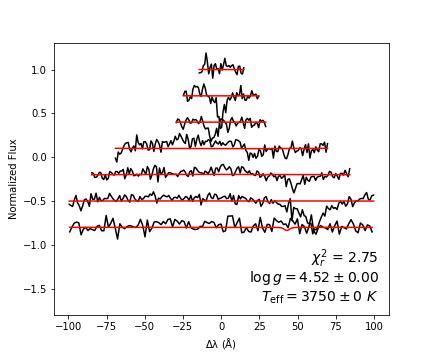 1.0
0.5
0.0
−0.5
−1.0
−1.5
Normalized Flux
χ²ᵣ = 2.75
log g = 4.52 ± 0.00
T_eff = 3750 ± 0 K
−100 −75 −50 −25 0 25 50 75 100
Δλ (Å)